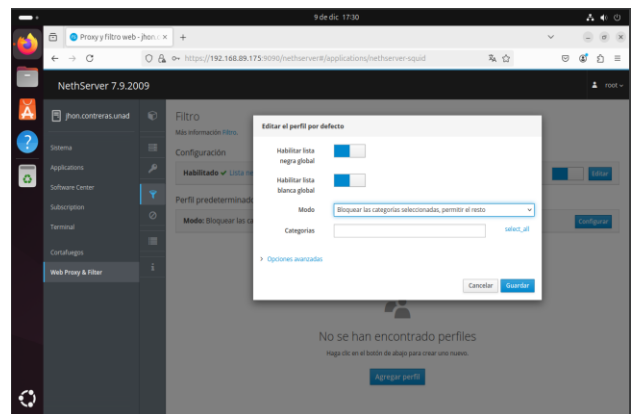 9 de dic 17:30
Proxy y filtro web - jhon.c
https://192.168.89.175:9090/nethserver#/applications/nethserver-squid
NethServer 7.9.2009
root
jhon.contreras.unad
Sistema
Applications
Software Center
Subscription
Terminal
Cortafuegos
Web Proxy & Filter
Filtro
Más información Filtro.
Configuración
Habilitado ✔ Lista ne
Editar
Perfil predeterminado
Modo: Bloquear las ca
Configurar
Editar el perfil por defecto
Habilitar lista
negra global
Habilitar lista
blanca global
Modo
Bloquear las categorías seleccionadas, permitir el resto
Categorías
select_all
Opciones avanzadas
Cancelar
Guardar
No se han encontrado perfiles
Haga clic en el botón de abajo para crear uno nuevo.
Agregar perfil